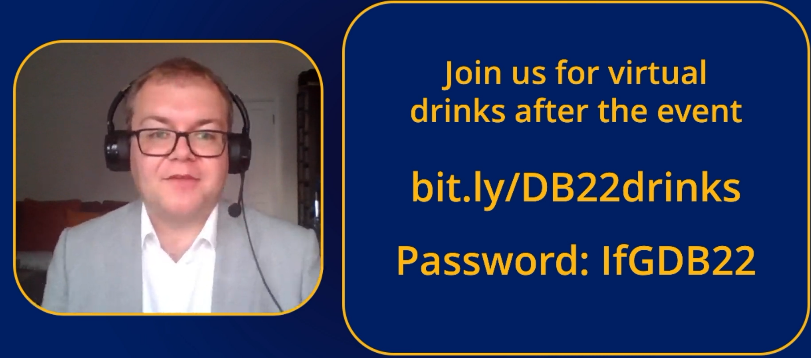 Join us for virtual
drinks after the event
bit.ly/DB22drinks
Password: IfGDB22